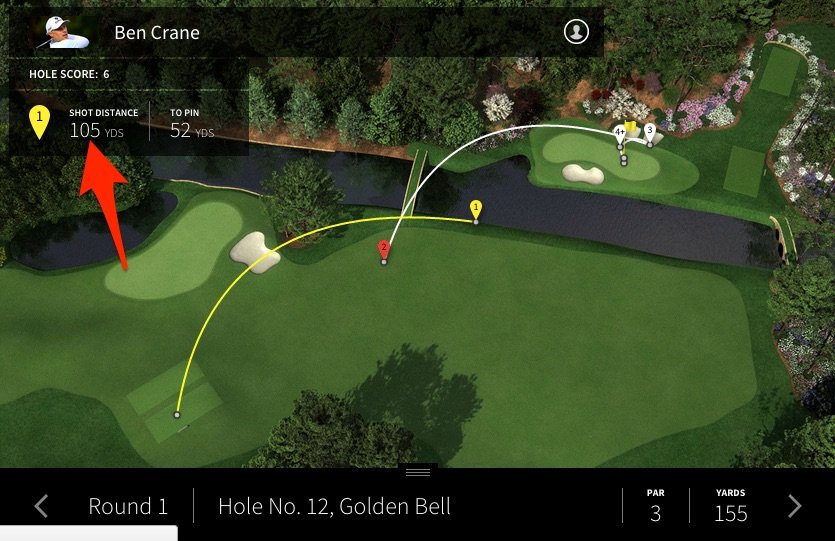 Ben Crane
HOLE SCORE: 6
1
SHOT DISTANCE
105 YDS
TO PIN
52 YDS
4+
3
1
2
Round 1
Hole No. 12, Golden Bell
PAR
3
YARDS
155